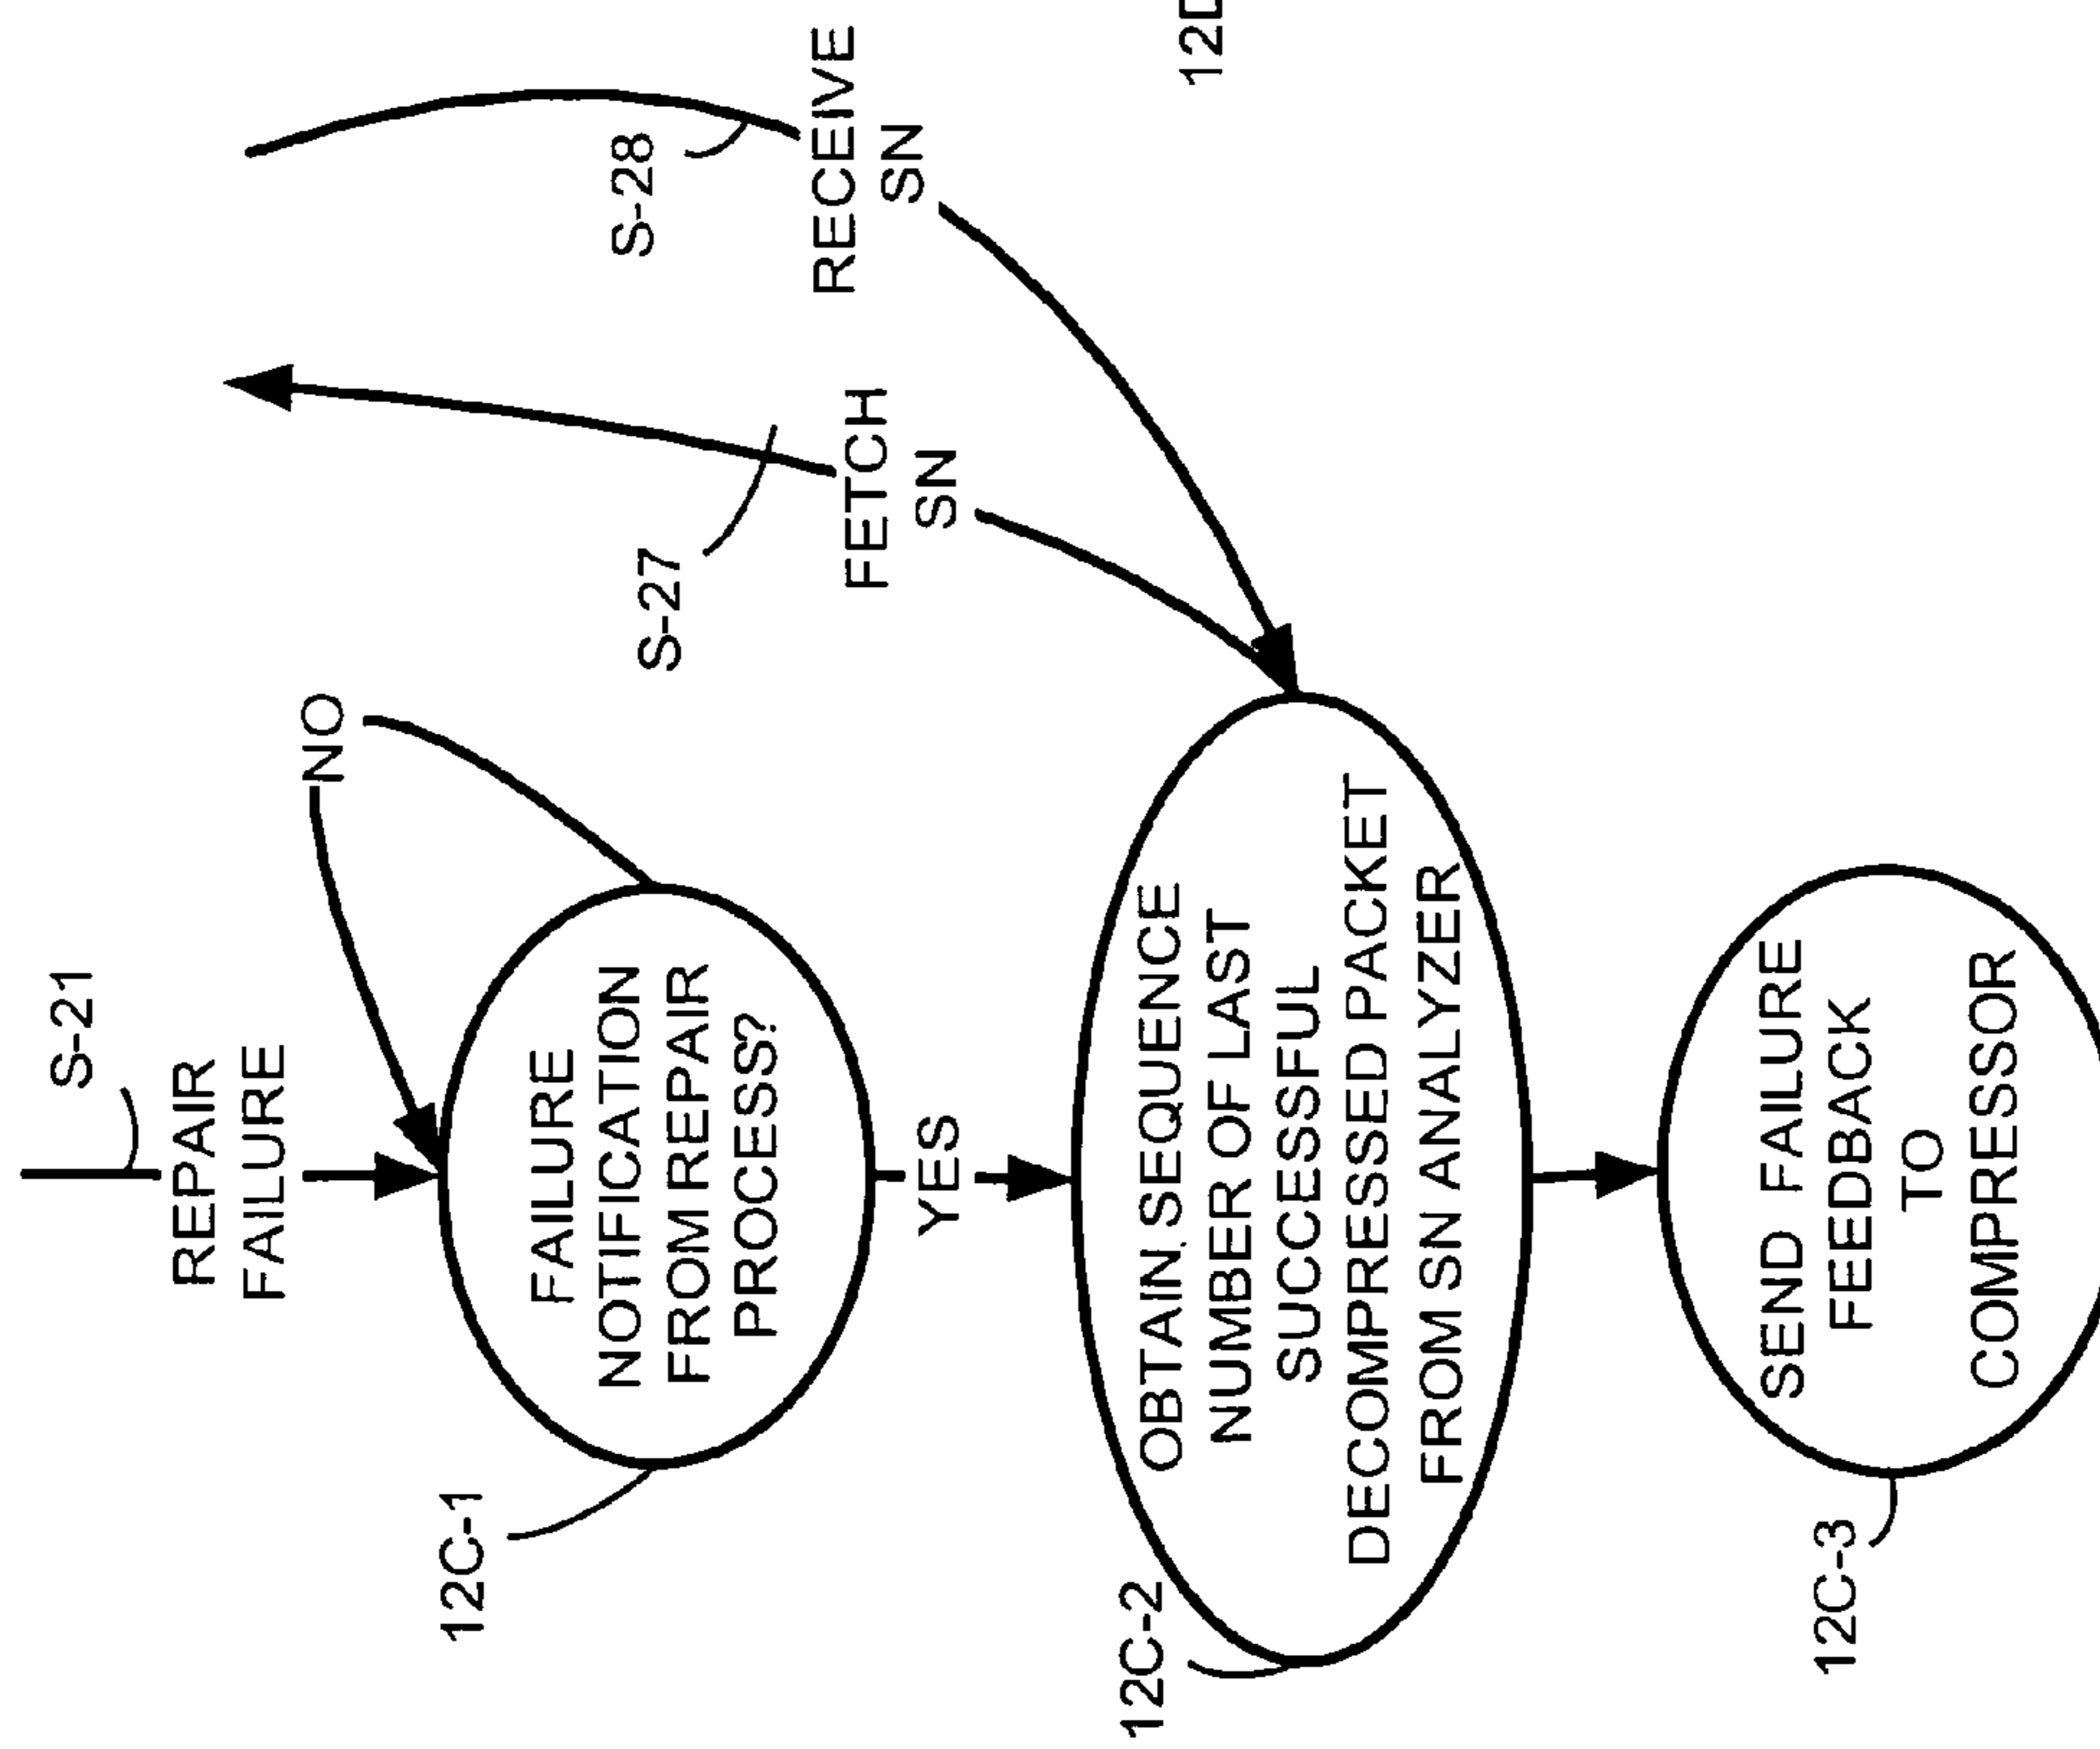 S-21
REPAIR
FAILURE
NO
12C-1
FAILURE
NOTIFICATION
FROM REPAIR
PROCESS?
YES
S-27
FETCH
SN
S-28
RECEIVE
SN
12C-2
OBTAIN SEQUENCE
NUMBER OF LAST
SUCCESSFUL
DECOMPRESSED PACKET
FROM SN ANALYZER
12C-3
SEND FAILURE
FEEDBACK
TO
COMPRESSOR